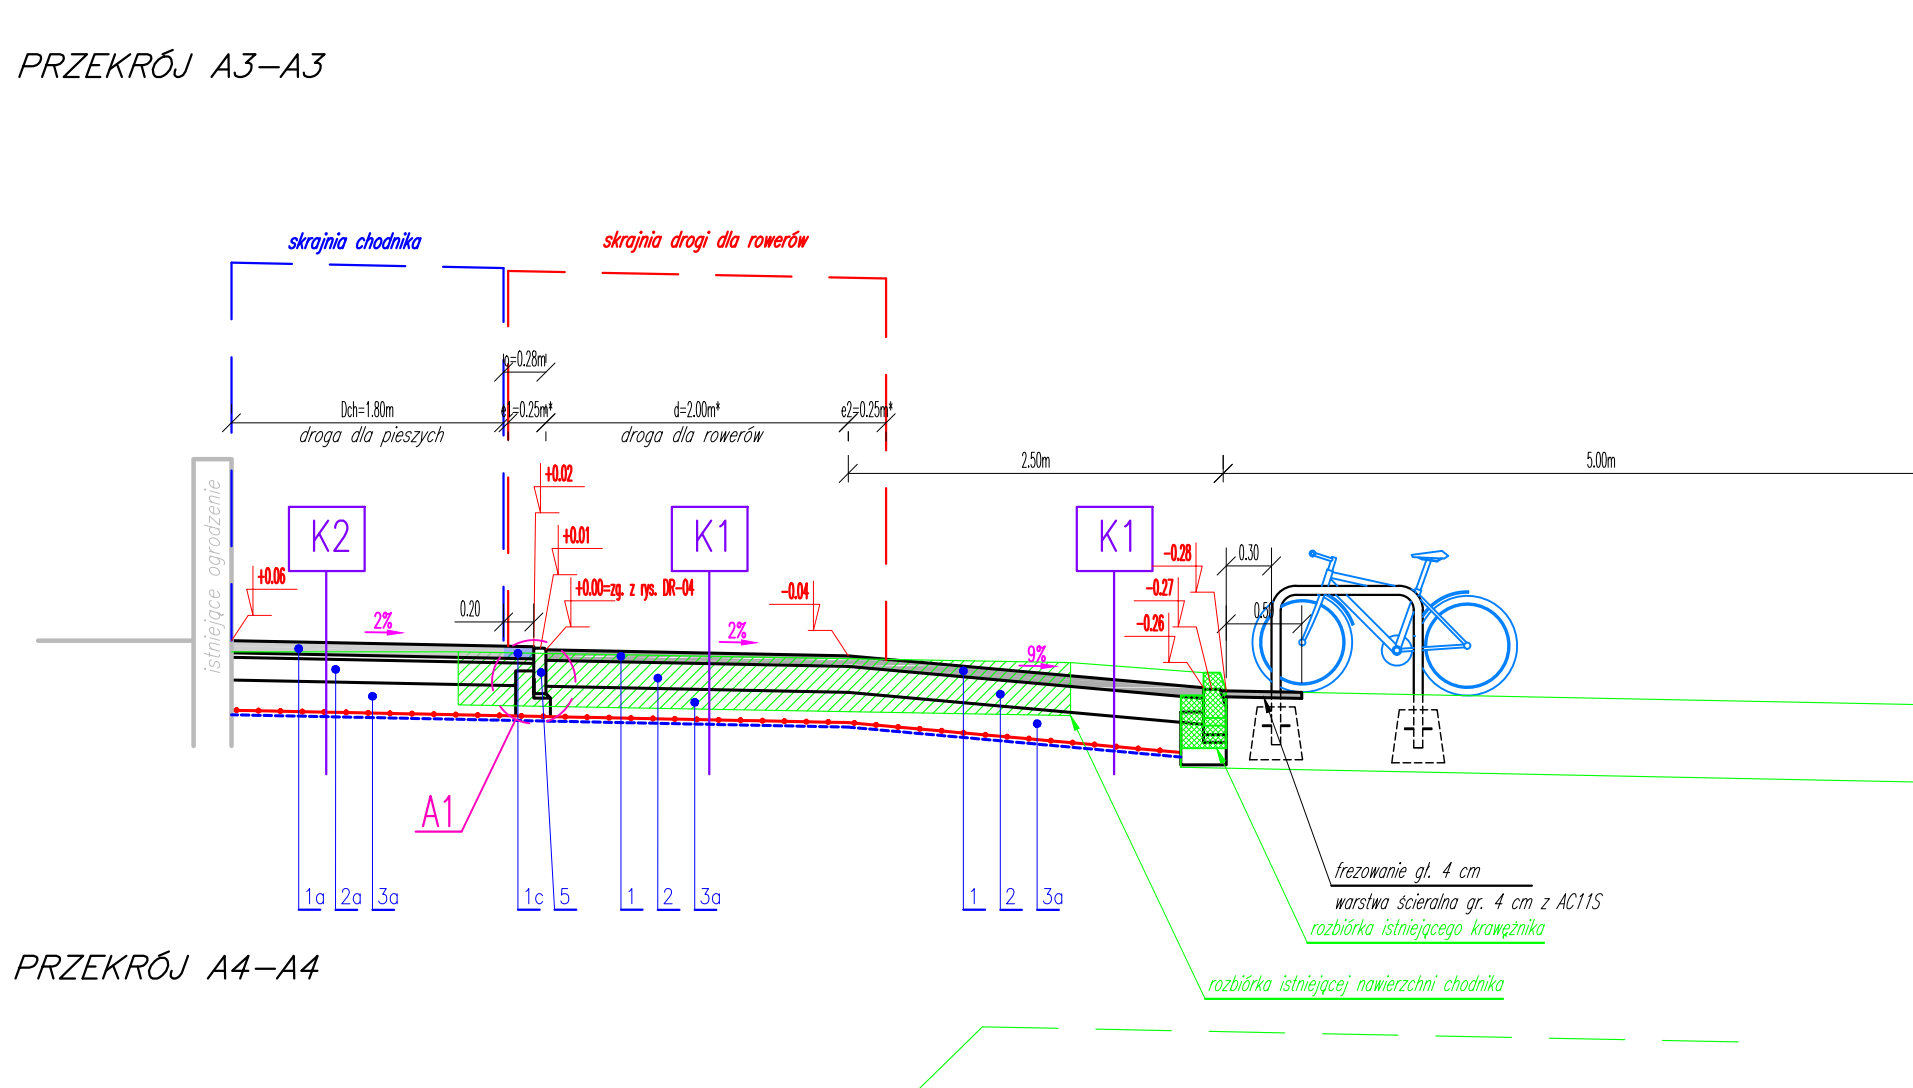 PRZEKRÓJ A3-A3
skrajnia chodnika
skrajnia drogi dla rowerów
o=0.28m
Dch=1.80m
e1=0.25m*
d=2.00m*
e2=0.25m*
droga dla pieszych
droga dla rowerów
2.50m
5.00m
istniejące ogrodzenie
+0.02
K2
K1
K1
+0.01
-0.28
0.30
+0.06
+0.00=zg. z rys. DR-04
-0.04
-0.27
0.20
-0.26
0.50
2%
2%
9%
A1
1a
2a
3a
1c
5
1
2
3a
1
2
3a
frezowanie gł. 4 cm
warstwa ścieralna gr. 4 cm z AC11S
rozbiórka istniejącego krawężnika
PRZEKRÓJ A4-A4
rozbiórka istniejącej nawierzchni chodnika